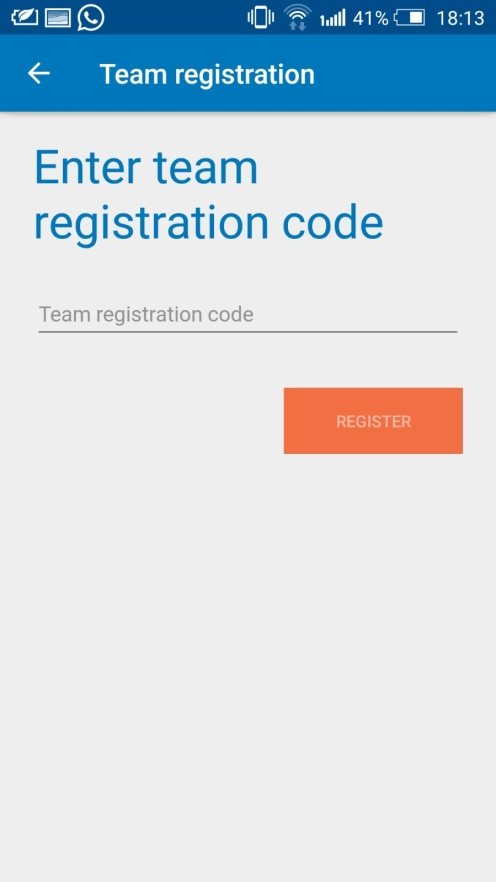 41% 18:13
Team registration
Enter team
registration code
Team registration code
REGISTER